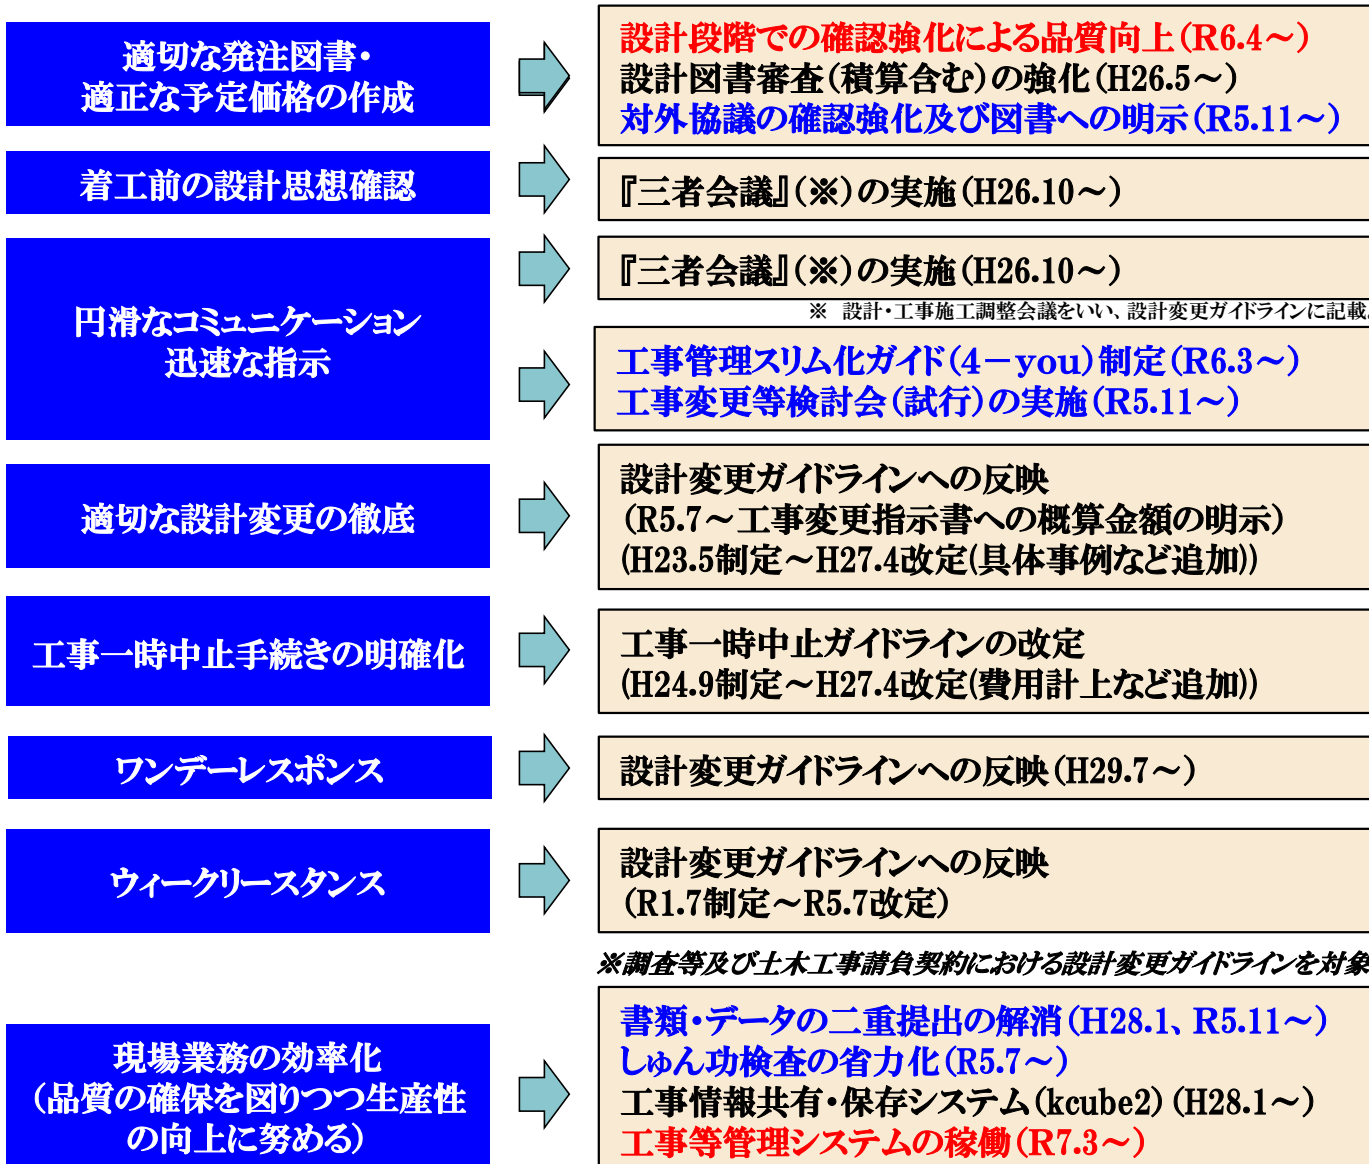 適切な発注図書・
適正な予定価格の作成
設計段階での確認強化による品質向上(R6.4～)
設計図書審査(積算含む)の強化(H26.5～)
対外協議の確認強化及び図書への明示(R5.11～)
着工前の設計思想確認
『三者会議』(※)の実施(H26.10～)
円滑なコミュニケーション
迅速な指示
『三者会議』(※)の実施(H26.10～)
※ 設計・工事施工調整会議をいい、設計変更ガイドラインに記載
工事管理スリム化ガイド(4－you)制定(R6.3～)
工事変更等検討会(試行)の実施(R5.11～)
適切な設計変更の徹底
設計変更ガイドラインへの反映
(R5.7～工事変更指示書への概算金額の明示)
(H23.5制定～H27.4改定(具体事例など追加))
工事一時中止手続きの明確化
工事一時中止ガイドラインの改定
(H24.9制定～H27.4改定(費用計上など追加))
ワンデーレスポンス
設計変更ガイドラインへの反映(H29.7～)
ウィークリースタンス
設計変更ガイドラインへの反映
(R1.7制定～R5.7改定)
※調査等及び土木工事請負契約における設計変更ガイドラインを対象
現場業務の効率化
(品質の確保を図りつつ生産性
の向上に努める)
書類・データの二重提出の解消(H28.1、R5.11～)
しゅん功検査の省力化(R5.7～)
工事情報共有・保存システム(kcube2)(H28.1～)
工事等管理システムの稼働(R7.3～)